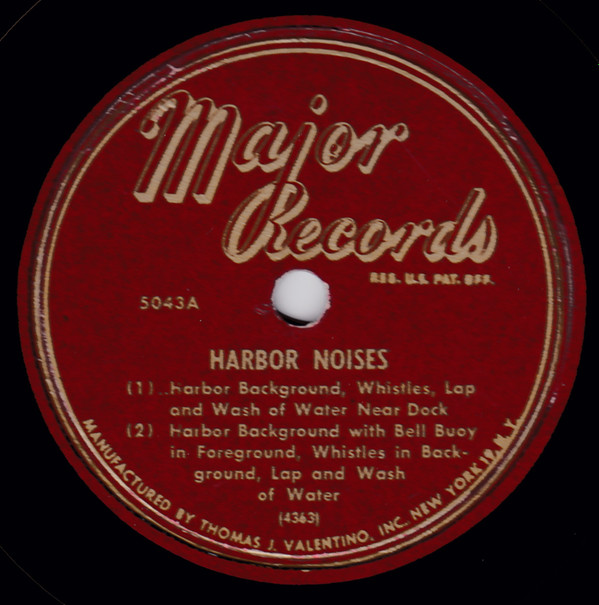 Major
Records
REG. U.S. PAT. OFF.
5043A
HARBOR NOISES
(1) Harbor Background, Whistles, Lap
and Wash of Water Near Dock
(2) Harbor Background with Bell Buoy
in Foreground, Whistles in Back-
ground, Lap and Wash
of Water
(4363)
MANUFACTURED BY THOMAS J. VALENTINO, INC. NEW YORK 19, N. Y.